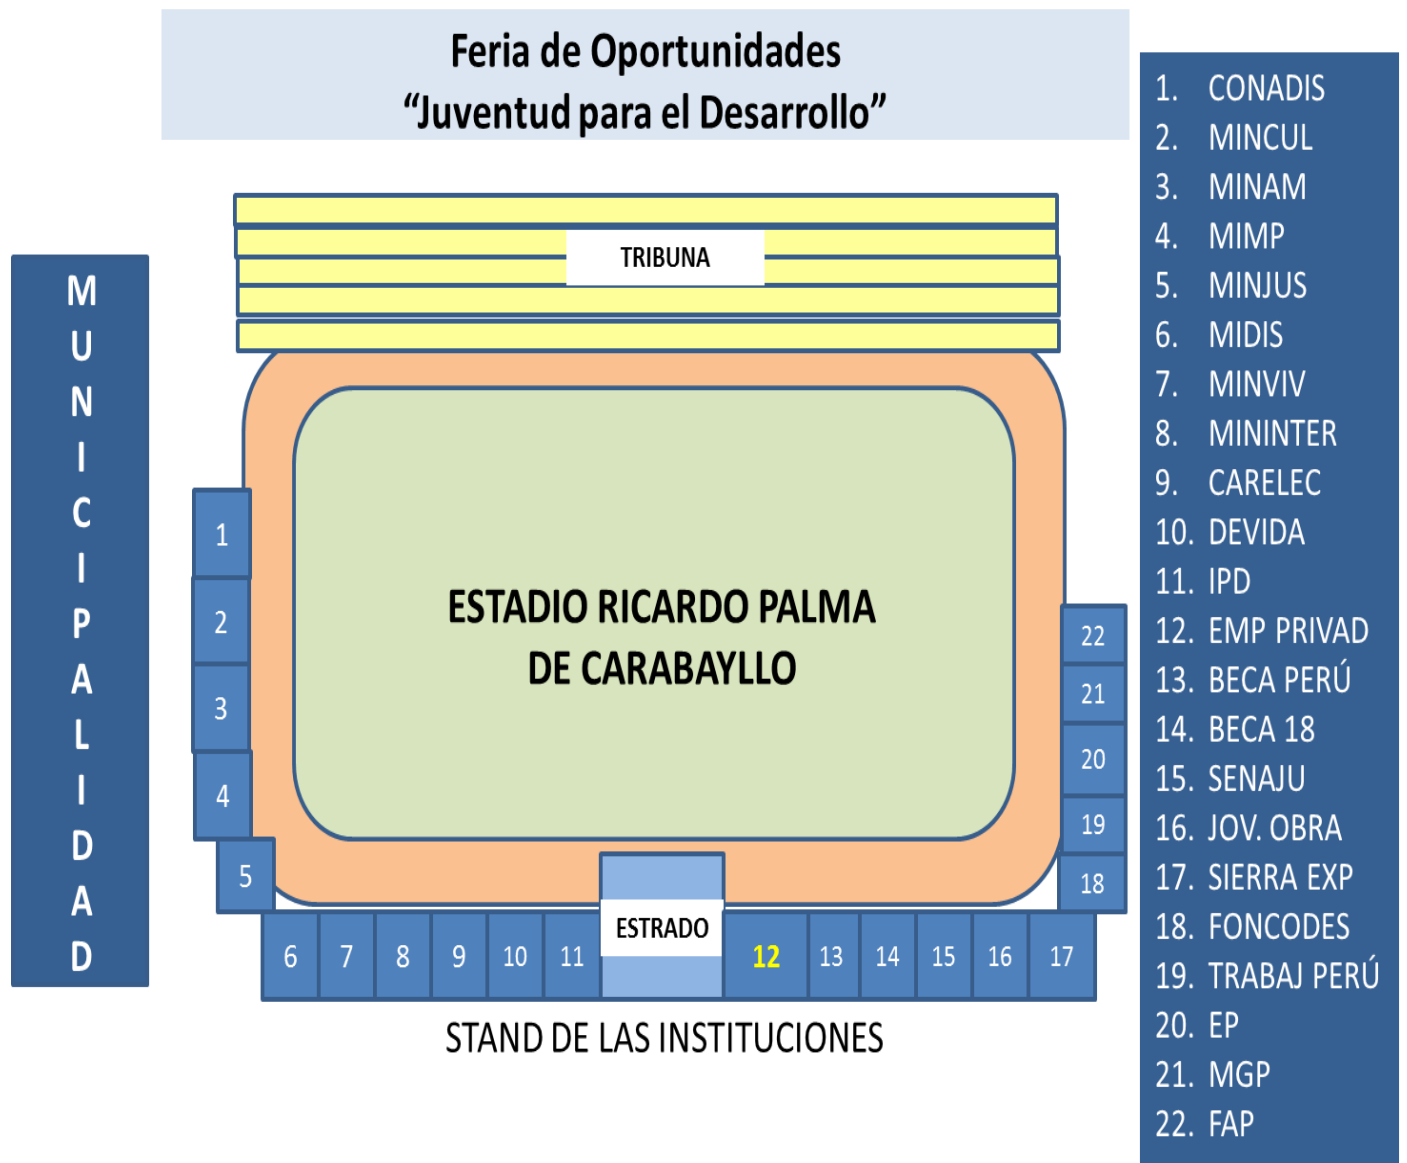 Feria de Oportunidades
“Juventud para el Desarrollo”
TRIBUNA
MUNICIPALIDAD
ESTADIO RICARDO PALMA
DE CARABAYLLO
1
2
3
4
5
6 7 8 9 10 11
ESTRADO
12 13 14 15 16 17
22
21
20
19
18
STAND DE LAS INSTITUCIONES
1. CONADIS
2. MINCUL
3. MINAM
4. MIMP
5. MINJUS
6. MIDIS
7. MINVIV
8. MININTER
9. CARELEC
10. DEVIDA
11. IPD
12. EMP PRIVAD
13. BECA PERÚ
14. BECA 18
15. SENAJU
16. JOV. OBRA
17. SIERRA EXP
18. FONCODES
19. TRABAJ PERÚ
20. EP
21. MGP
22. FAP